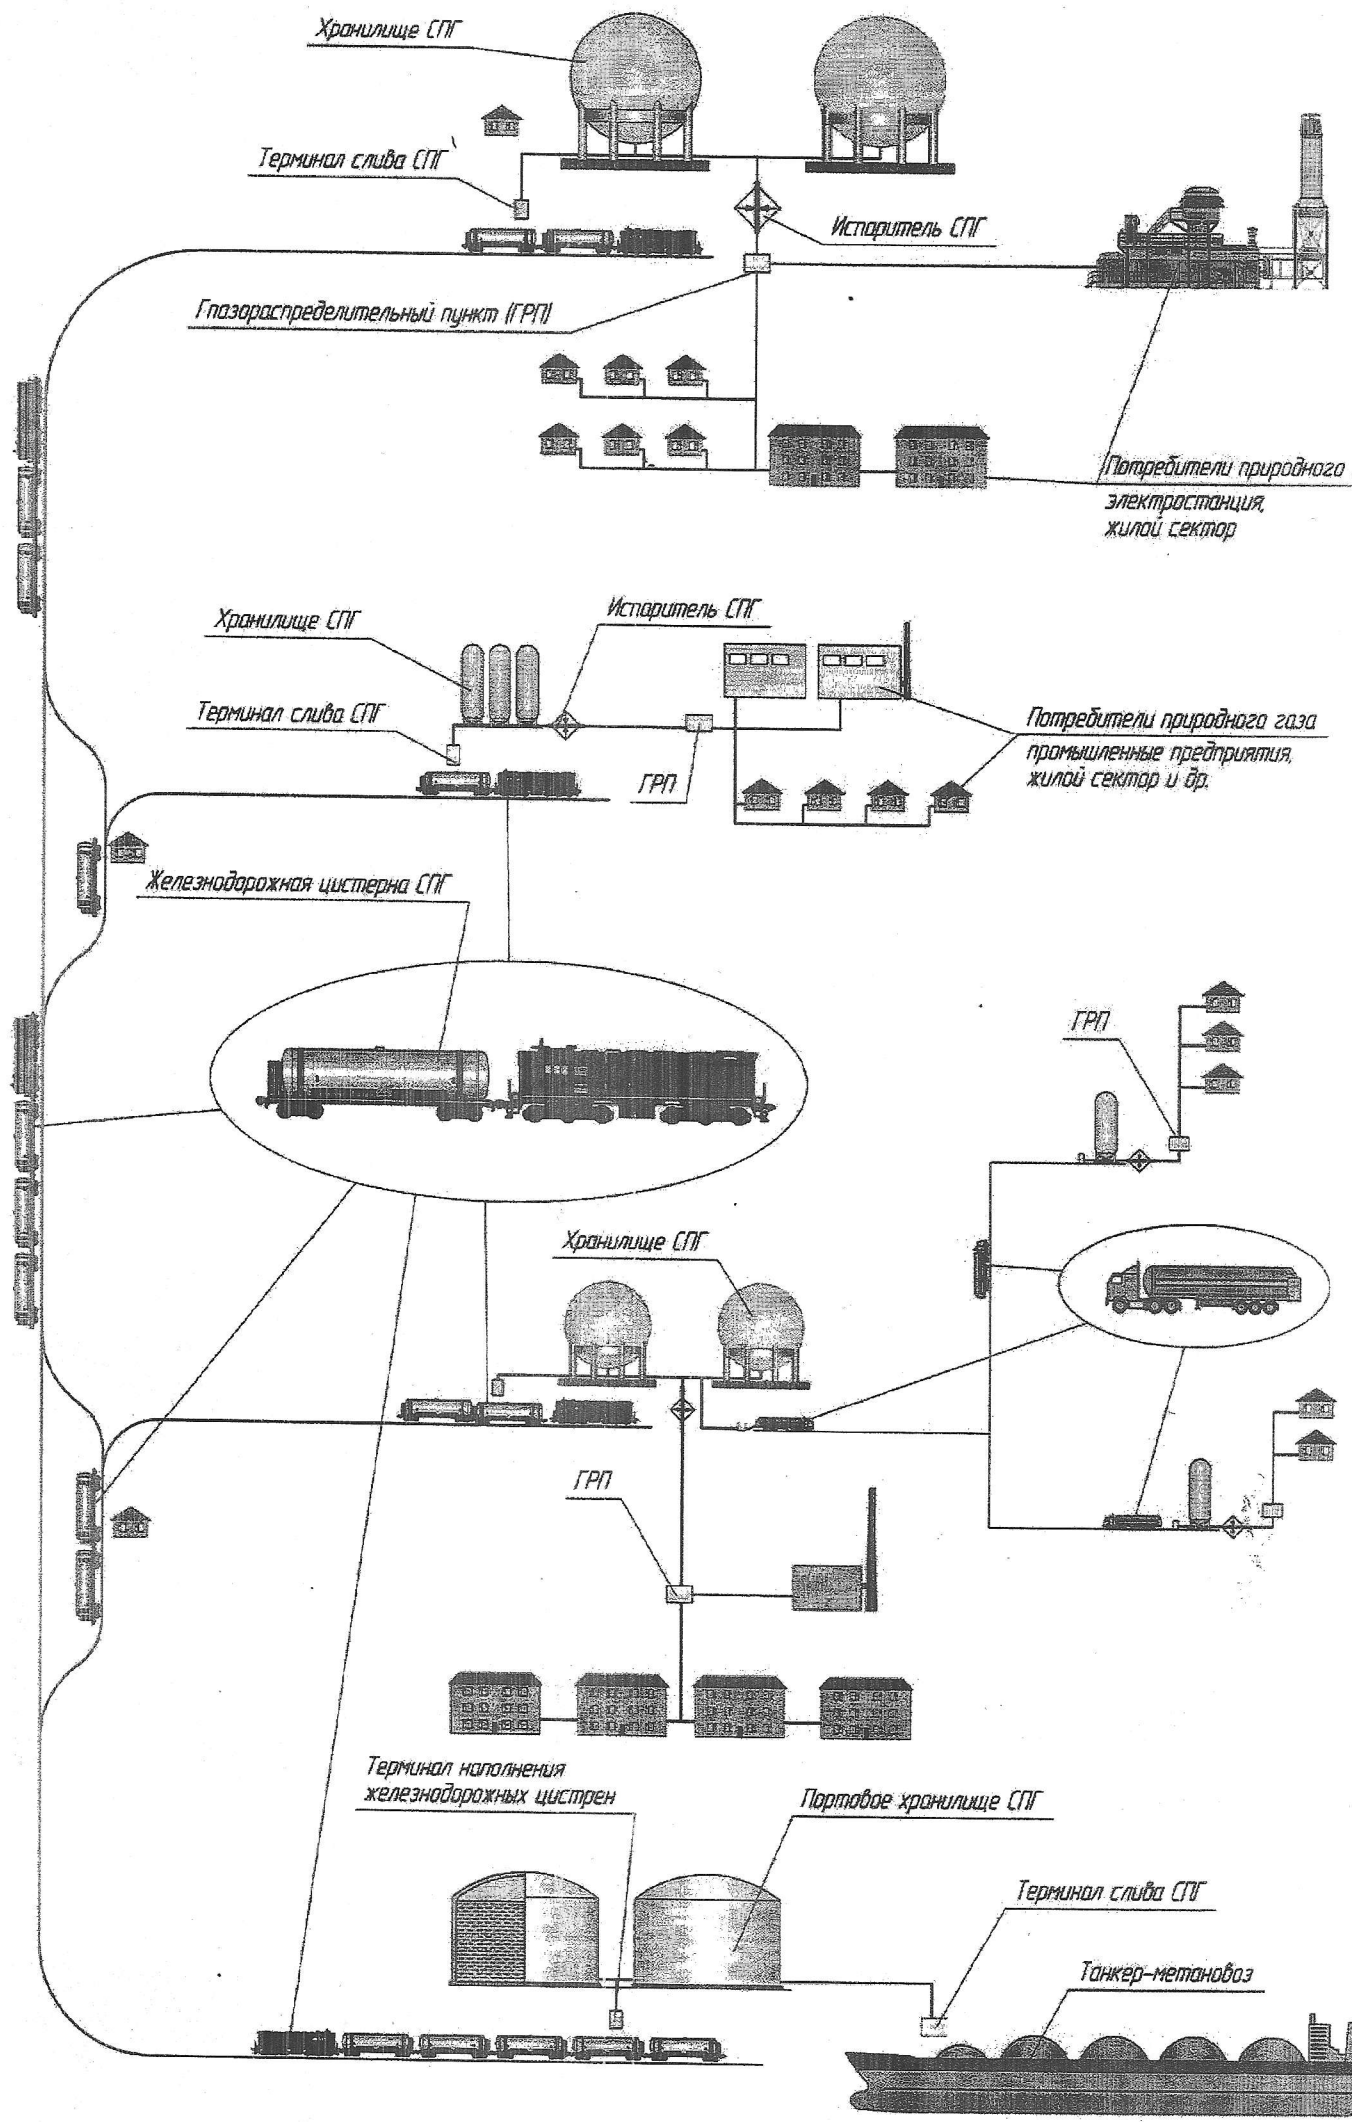 Хранилище СПГ
Терминал слива СПГ
Испаритель СПГ
Гпазораспределительный пункт (ГРП)
Потребители природного
электростанция,
жилой сектор
Хранилище СПГ
Испаритель СПГ
Терминал слива СПГ
ГРП
Потребители природного газа
промышленные предприятия,
жилой сектор и др.
Железнодорожная цистерна СПГ
ГРП
Хранилище СПГ
ГРП
Терминал наполнения
железнодорожных цистрен
Портовое хранилище СПГ
Терминал слива СПГ
Танкер-метановоз